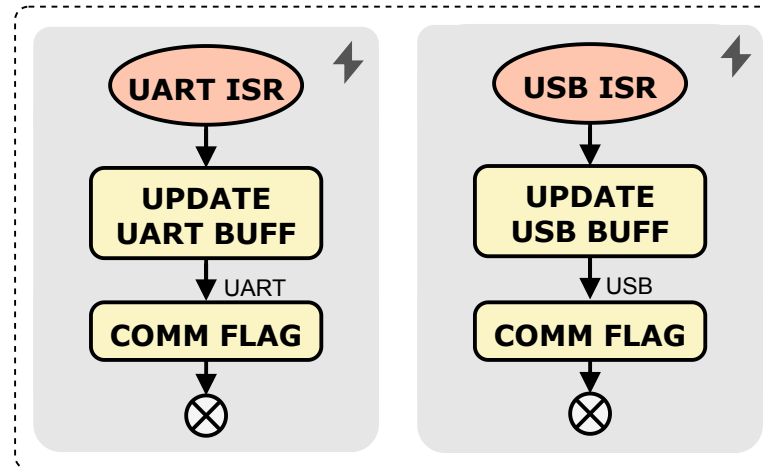 UART ISR
UPDATE
UART BUFF
UART
COMM FLAG
USB ISR
UPDATE
USB BUFF
USB
COMM FLAG